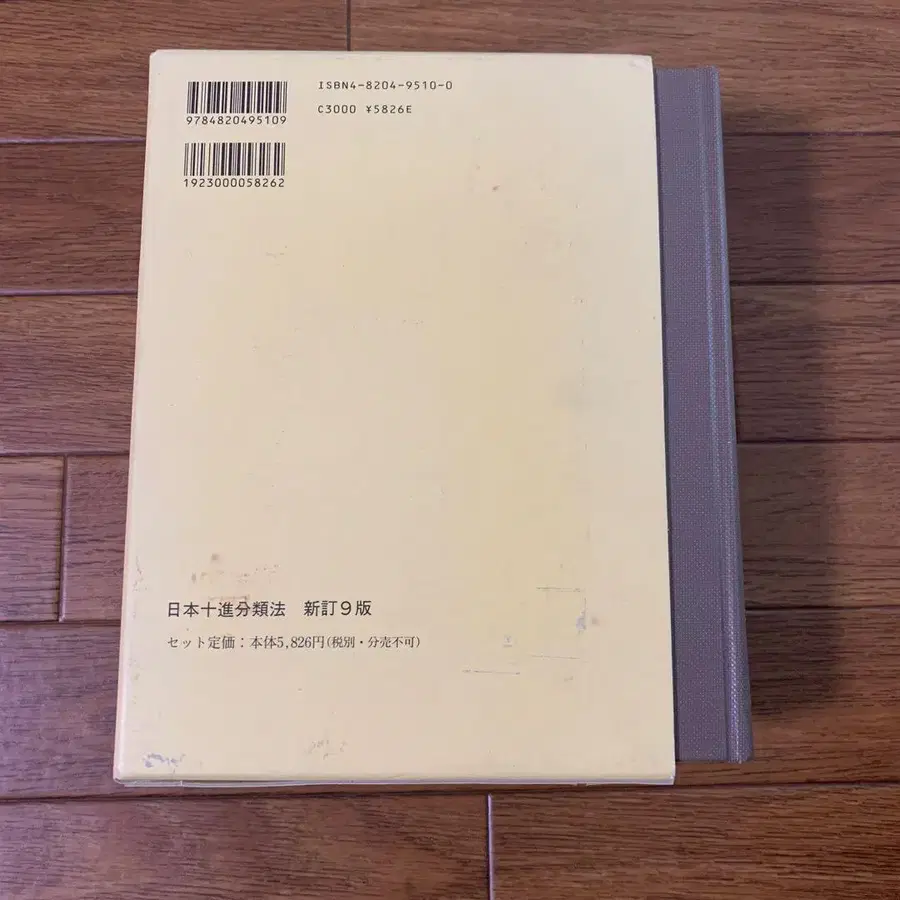 ISBN4-8204-9510-0
C3000 ¥5826E
9784820495109
1923000058262
日本十進分類法 新訂9版
セット定価：本体5,826円(税別・分売不可)